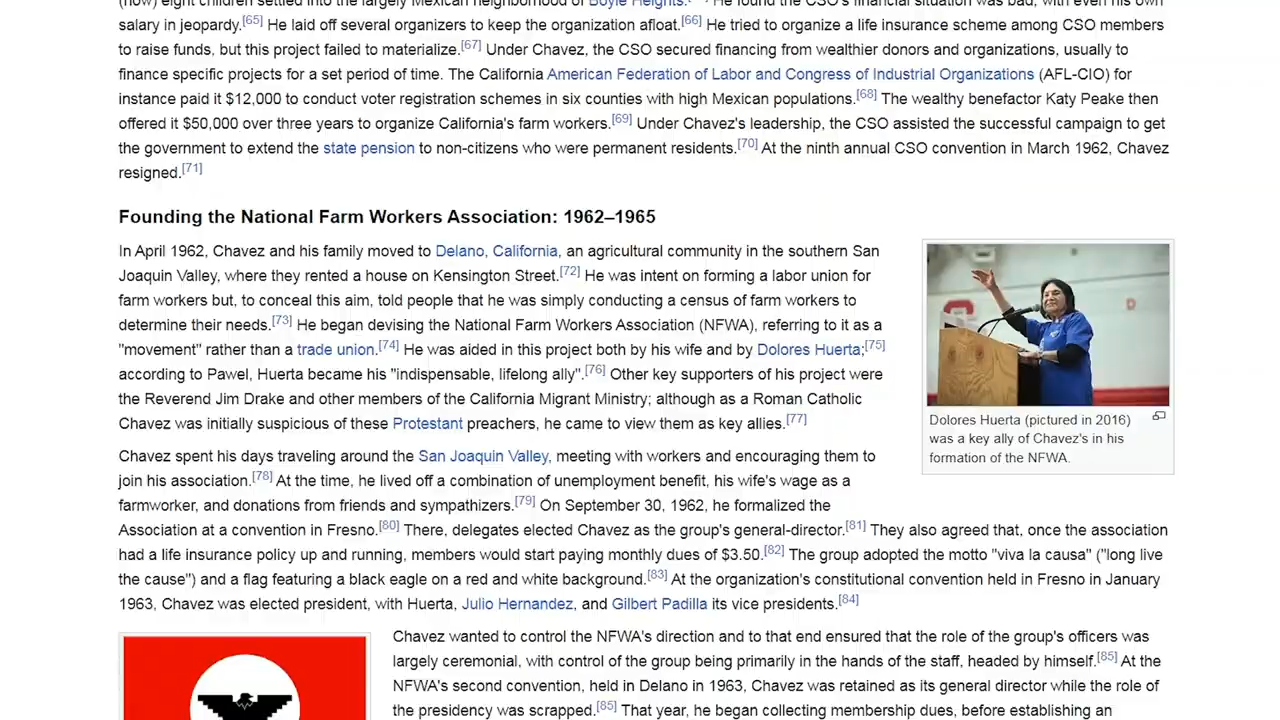 (now) eight children settled into the largely Mexican neighborhood of Boyle Heights. He found the CSO's financial situation was bad, with even his own
salary in jeopardy.[65] He laid off several organizers to keep the organization afloat.[66] He tried to organize a life insurance scheme among CSO members
to raise funds, but this project failed to materialize.[67] Under Chavez, the CSO secured financing from wealthier donors and organizations, usually to
finance specific projects for a set period of time. The California American Federation of Labor and Congress of Industrial Organizations (AFL-CIO) for
instance paid it $12,000 to conduct voter registration schemes in six counties with high Mexican populations.[68] The wealthy benefactor Katy Peake then
offered it $50,000 over three years to organize California's farm workers.[69] Under Chavez's leadership, the CSO assisted the successful campaign to get
the government to extend the state pension to non-citizens who were permanent residents.[70] At the ninth annual CSO convention in March 1962, Chavez
resigned.[71]
Founding the National Farm Workers Association: 1962–1965
In April 1962, Chavez and his family moved to Delano, California, an agricultural community in the southern San
Joaquin Valley, where they rented a house on Kensington Street.[72] He was intent on forming a labor union for
farm workers but, to conceal this aim, told people that he was simply conducting a census of farm workers to
determine their needs.[73] He began devising the National Farm Workers Association (NFWA), referring to it as a
"movement" rather than a trade union.[74] He was aided in this project both by his wife and by Dolores Huerta;[75]
according to Pawel, Huerta became his "indispensable, lifelong ally".[76] Other key supporters of his project were
the Reverend Jim Drake and other members of the California Migrant Ministry; although as a Roman Catholic
Chavez was initially suspicious of these Protestant preachers, he came to view them as key allies.[77]
Dolores Huerta (pictured in 2016)
was a key ally of Chavez's in his
formation of the NFWA.
Chavez spent his days traveling around the San Joaquin Valley, meeting with workers and encouraging them to
join his association.[78] At the time, he lived off a combination of unemployment benefit, his wife's wage as a
farmworker, and donations from friends and sympathizers.[79] On September 30, 1962, he formalized the
Association at a convention in Fresno.[80] There, delegates elected Chavez as the group's general-director.[81] They also agreed that, once the association
had a life insurance policy up and running, members would start paying monthly dues of $3.50.[82] The group adopted the motto "viva la causa" ("long live
the cause") and a flag featuring a black eagle on a red and white background.[83] At the organization's constitutional convention held in Fresno in January
1963, Chavez was elected president, with Huerta, Julio Hernandez, and Gilbert Padilla its vice presidents.[84]
Chavez wanted to control the NFWA's direction and to that end ensured that the role of the group's officers was
largely ceremonial, with control of the group being primarily in the hands of the staff, headed by himself.[85] At the
NFWA's second convention, held in Delano in 1963, Chavez was retained as its general director while the role of
the presidency was scrapped.[85] That year, he began collecting membership dues, before establishing an